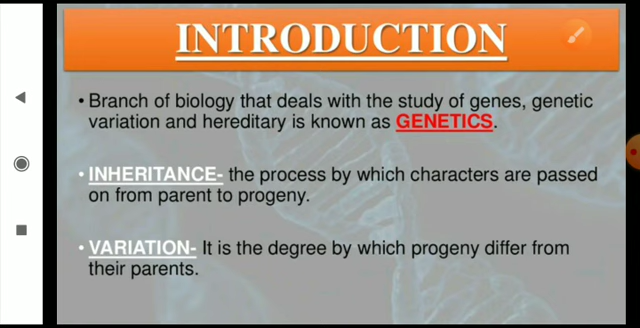 INTRODUCTION
• Branch of biology that deals with the study of genes, genetic
variation and hereditary is known as GENETICS.
• INHERITANCE- the process by which characters are passed
on from parent to progeny.
• VARIATION- It is the degree by which progeny differ from
their parents.